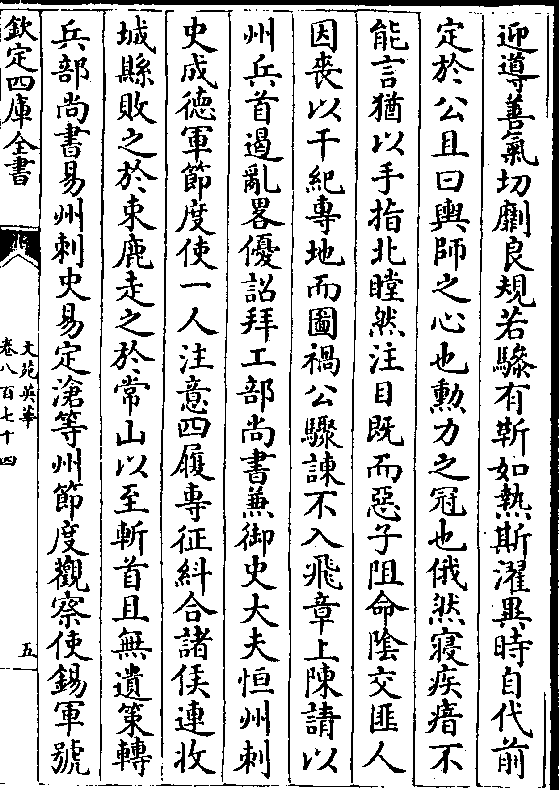 迎導善氣切劘良規若驂有靳如熱斯濯異時自代前
定於公且曰輿師之心也勲力之冠也俄然寢疾瘖不
能言猶以手指北瞠然注目既而惡子阻命陰交匪人
因喪以干紀專地而圖禍公驟諫不入飛章上陳請以
州兵首遏亂畧優詔拜工部尚書兼御史大夫恒州刺
史成徳軍節度使一人注意四履專征糾合諸侯連收
城縣敗之於束鹿走之於常山以至斬首且無遺策轉
兵部尚書易州刺史易定滄等州節度觀察使錫軍號
欽定四庫全書
文苑英華
卷八百七十四
五